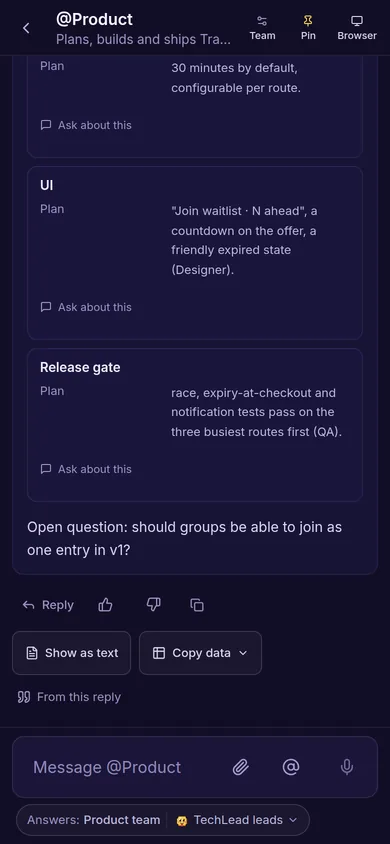 @Product
Plans, builds and ships Tra...
Team
Pin
Browser
Plan
30 minutes by default,
configurable per route.
Ask about this
UI
Plan
"Join waitlist · N ahead", a
countdown on the offer, a
friendly expired state
(Designer).
Ask about this
Release gate
Plan
race, expiry-at-checkout and
notification tests pass on the
three busiest routes first (QA).
Ask about this
Open question: should groups be able to join as
one entry in v1?
Reply
Show as text
Copy data
From this reply
Message @Product
Answers: Product team
TechLead leads